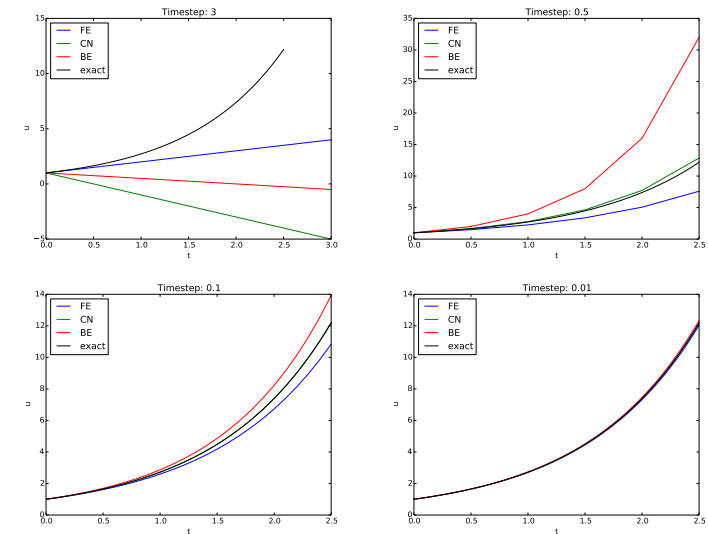 Timestep: 3
15
10
5
0
−5
0.0 0.5 1.0 1.5 2.0 2.5 3.0
t
u
FE
CN
BE
exact
Timestep: 0.5
35
30
25
20
15
10
5
0
0.0 0.5 1.0 1.5 2.0 2.5
t
u
FE
CN
BE
exact
Timestep: 0.1
14
12
10
8
6
4
2
0
0.0 0.5 1.0 1.5 2.0 2.5
t
u
FE
CN
BE
exact
Timestep: 0.01
14
12
10
8
6
4
2
0
0.0 0.5 1.0 1.5 2.0 2.5
t
u
FE
CN
BE
exact